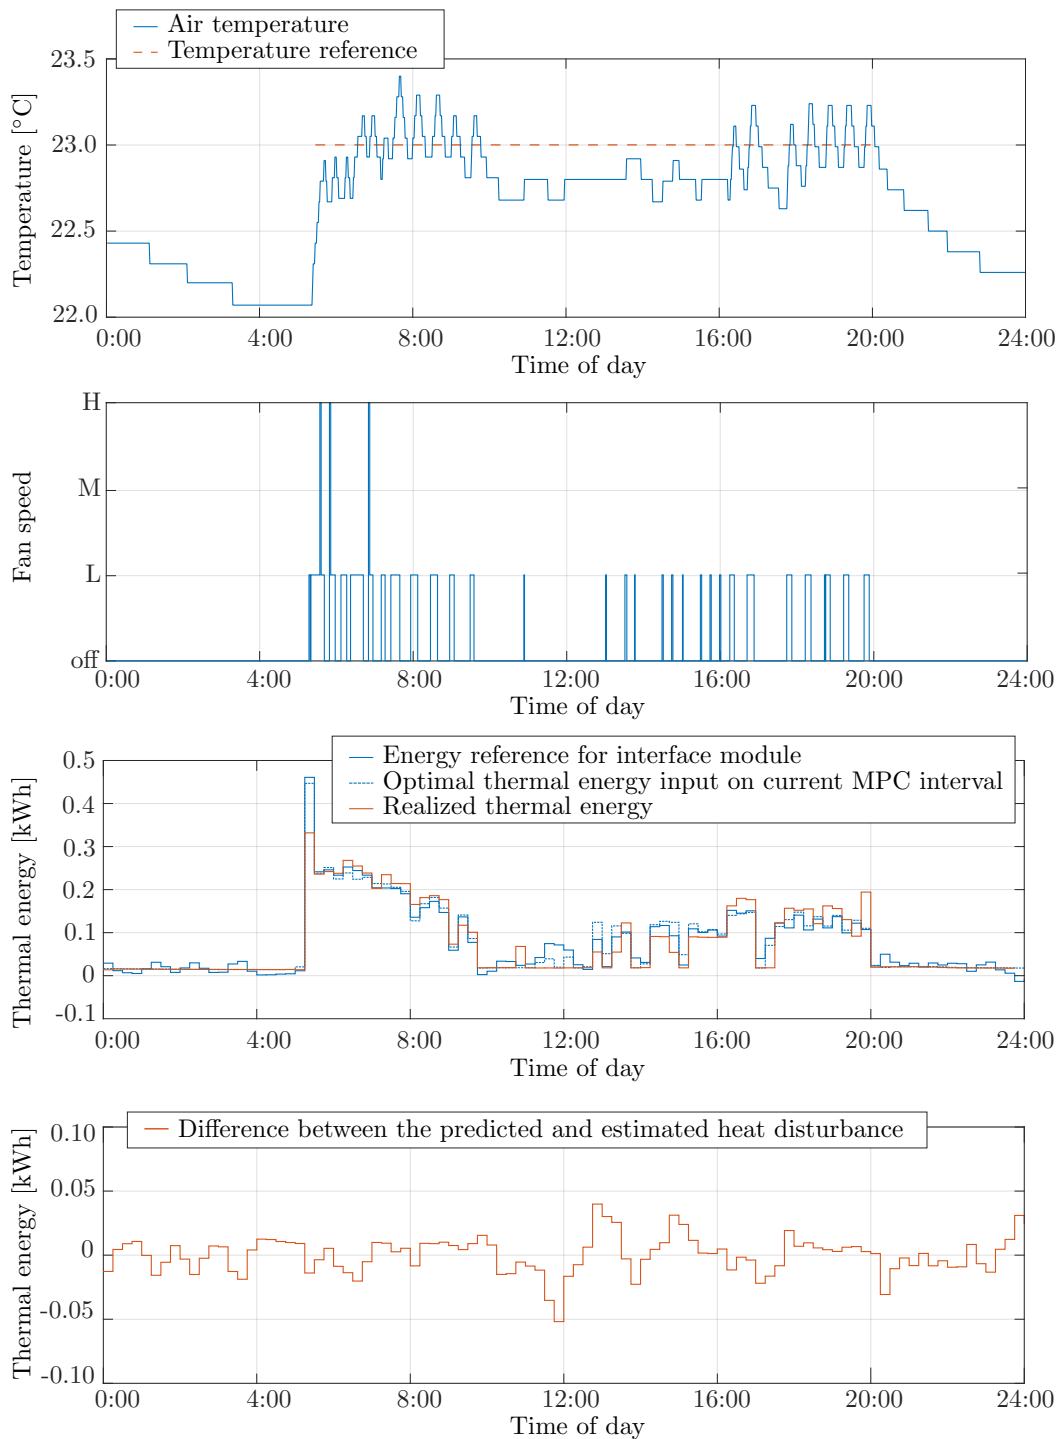 Air temperature
Temperature reference
23.5
23.0
22.5
22.0
Temperature [°C]
0:00 4:00 8:00 12:00 16:00 20:00 24:00
Time of day
H
M
L
off
Fan speed
0:00 4:00 8:00 12:00 16:00 20:00 24:00
Time of day
Energy reference for interface module
Optimal thermal energy input on current MPC interval
Realized thermal energy
0.5
0.4
0.3
0.2
0.1
0
-0.1
Thermal energy [kWh]
0:00 4:00 8:00 12:00 16:00 20:00 24:00
Time of day
Difference between the predicted and estimated heat disturbance
0.10
0.05
0
-0.05
-0.10
Thermal energy [kWh]
0:00 4:00 8:00 12:00 16:00 20:00 24:00
Time of day